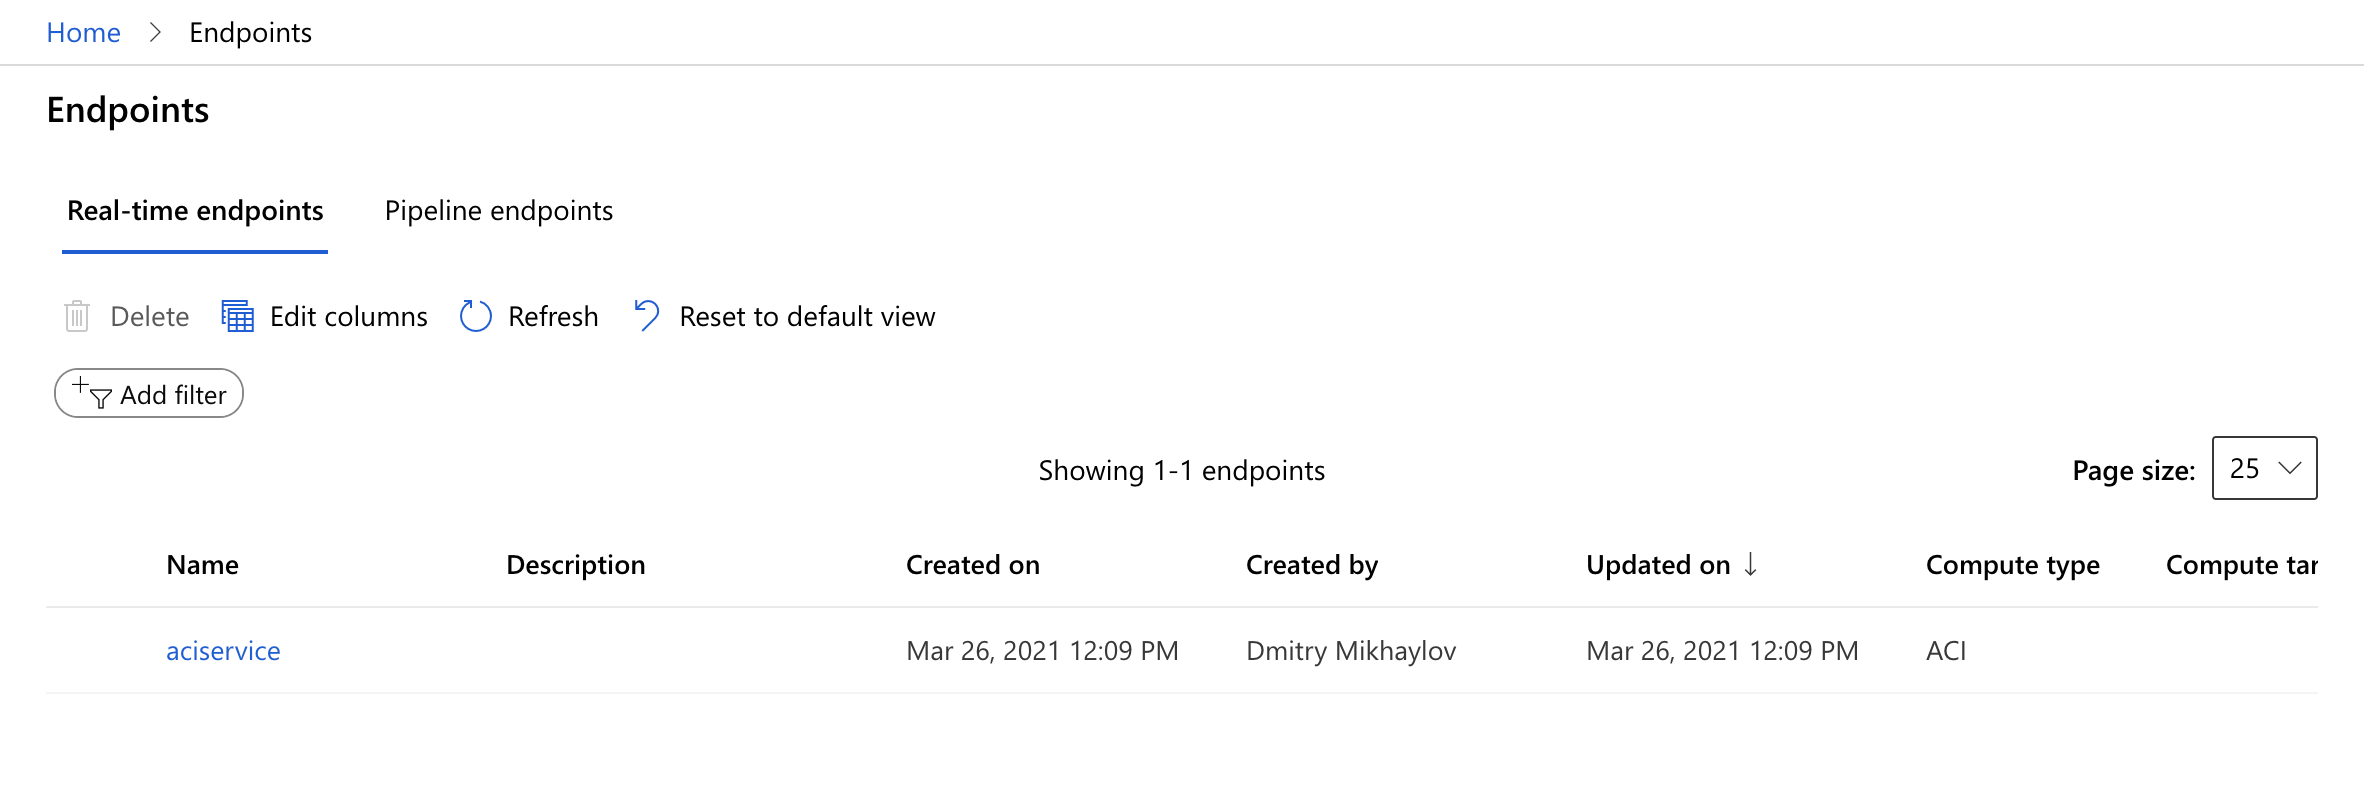 Home > Endpoints
Endpoints
Real-time endpoints Pipeline endpoints
Delete Edit columns Refresh Reset to default view
Add filter
Showing 1-1 endpoints Page size: 25
Name Description Created on Created by Updated on ↓ Compute type Compute tar
aciservice Mar 26, 2021 12:09 PM Dmitry Mikhaylov Mar 26, 2021 12:09 PM ACI